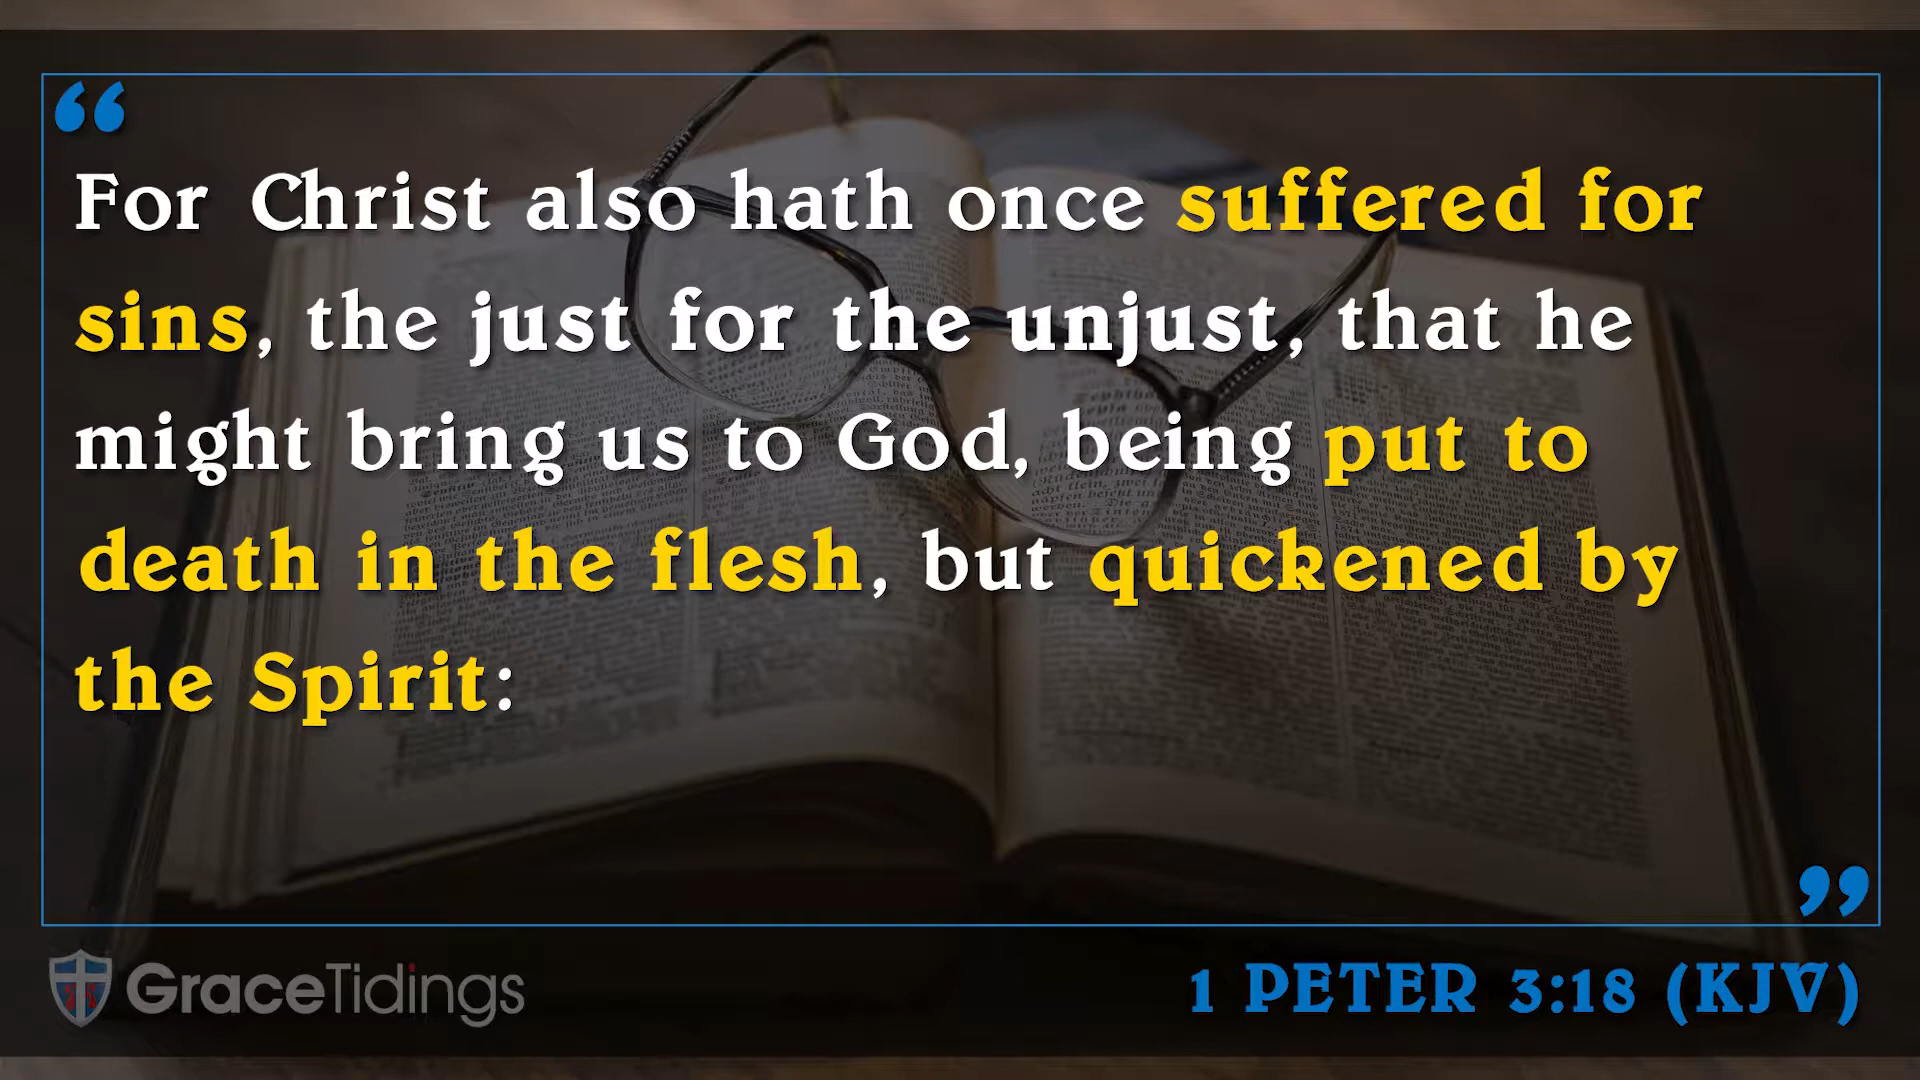 “
For Christ also hath once suffered for
sins, the just for the unjust, that he
might bring us to God, being put to
death in the flesh, but quickened by
the Spirit:
”
GraceTidings
1 PETER 3:18 (KJV)